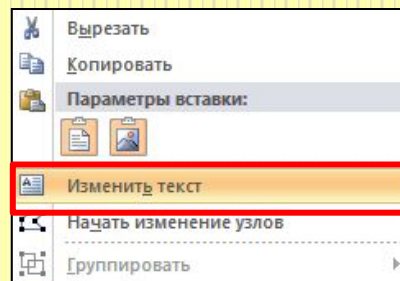 Вырезать
Копировать
Параметры вставки:
Изменить текст
Начать изменение узлов
Группировать